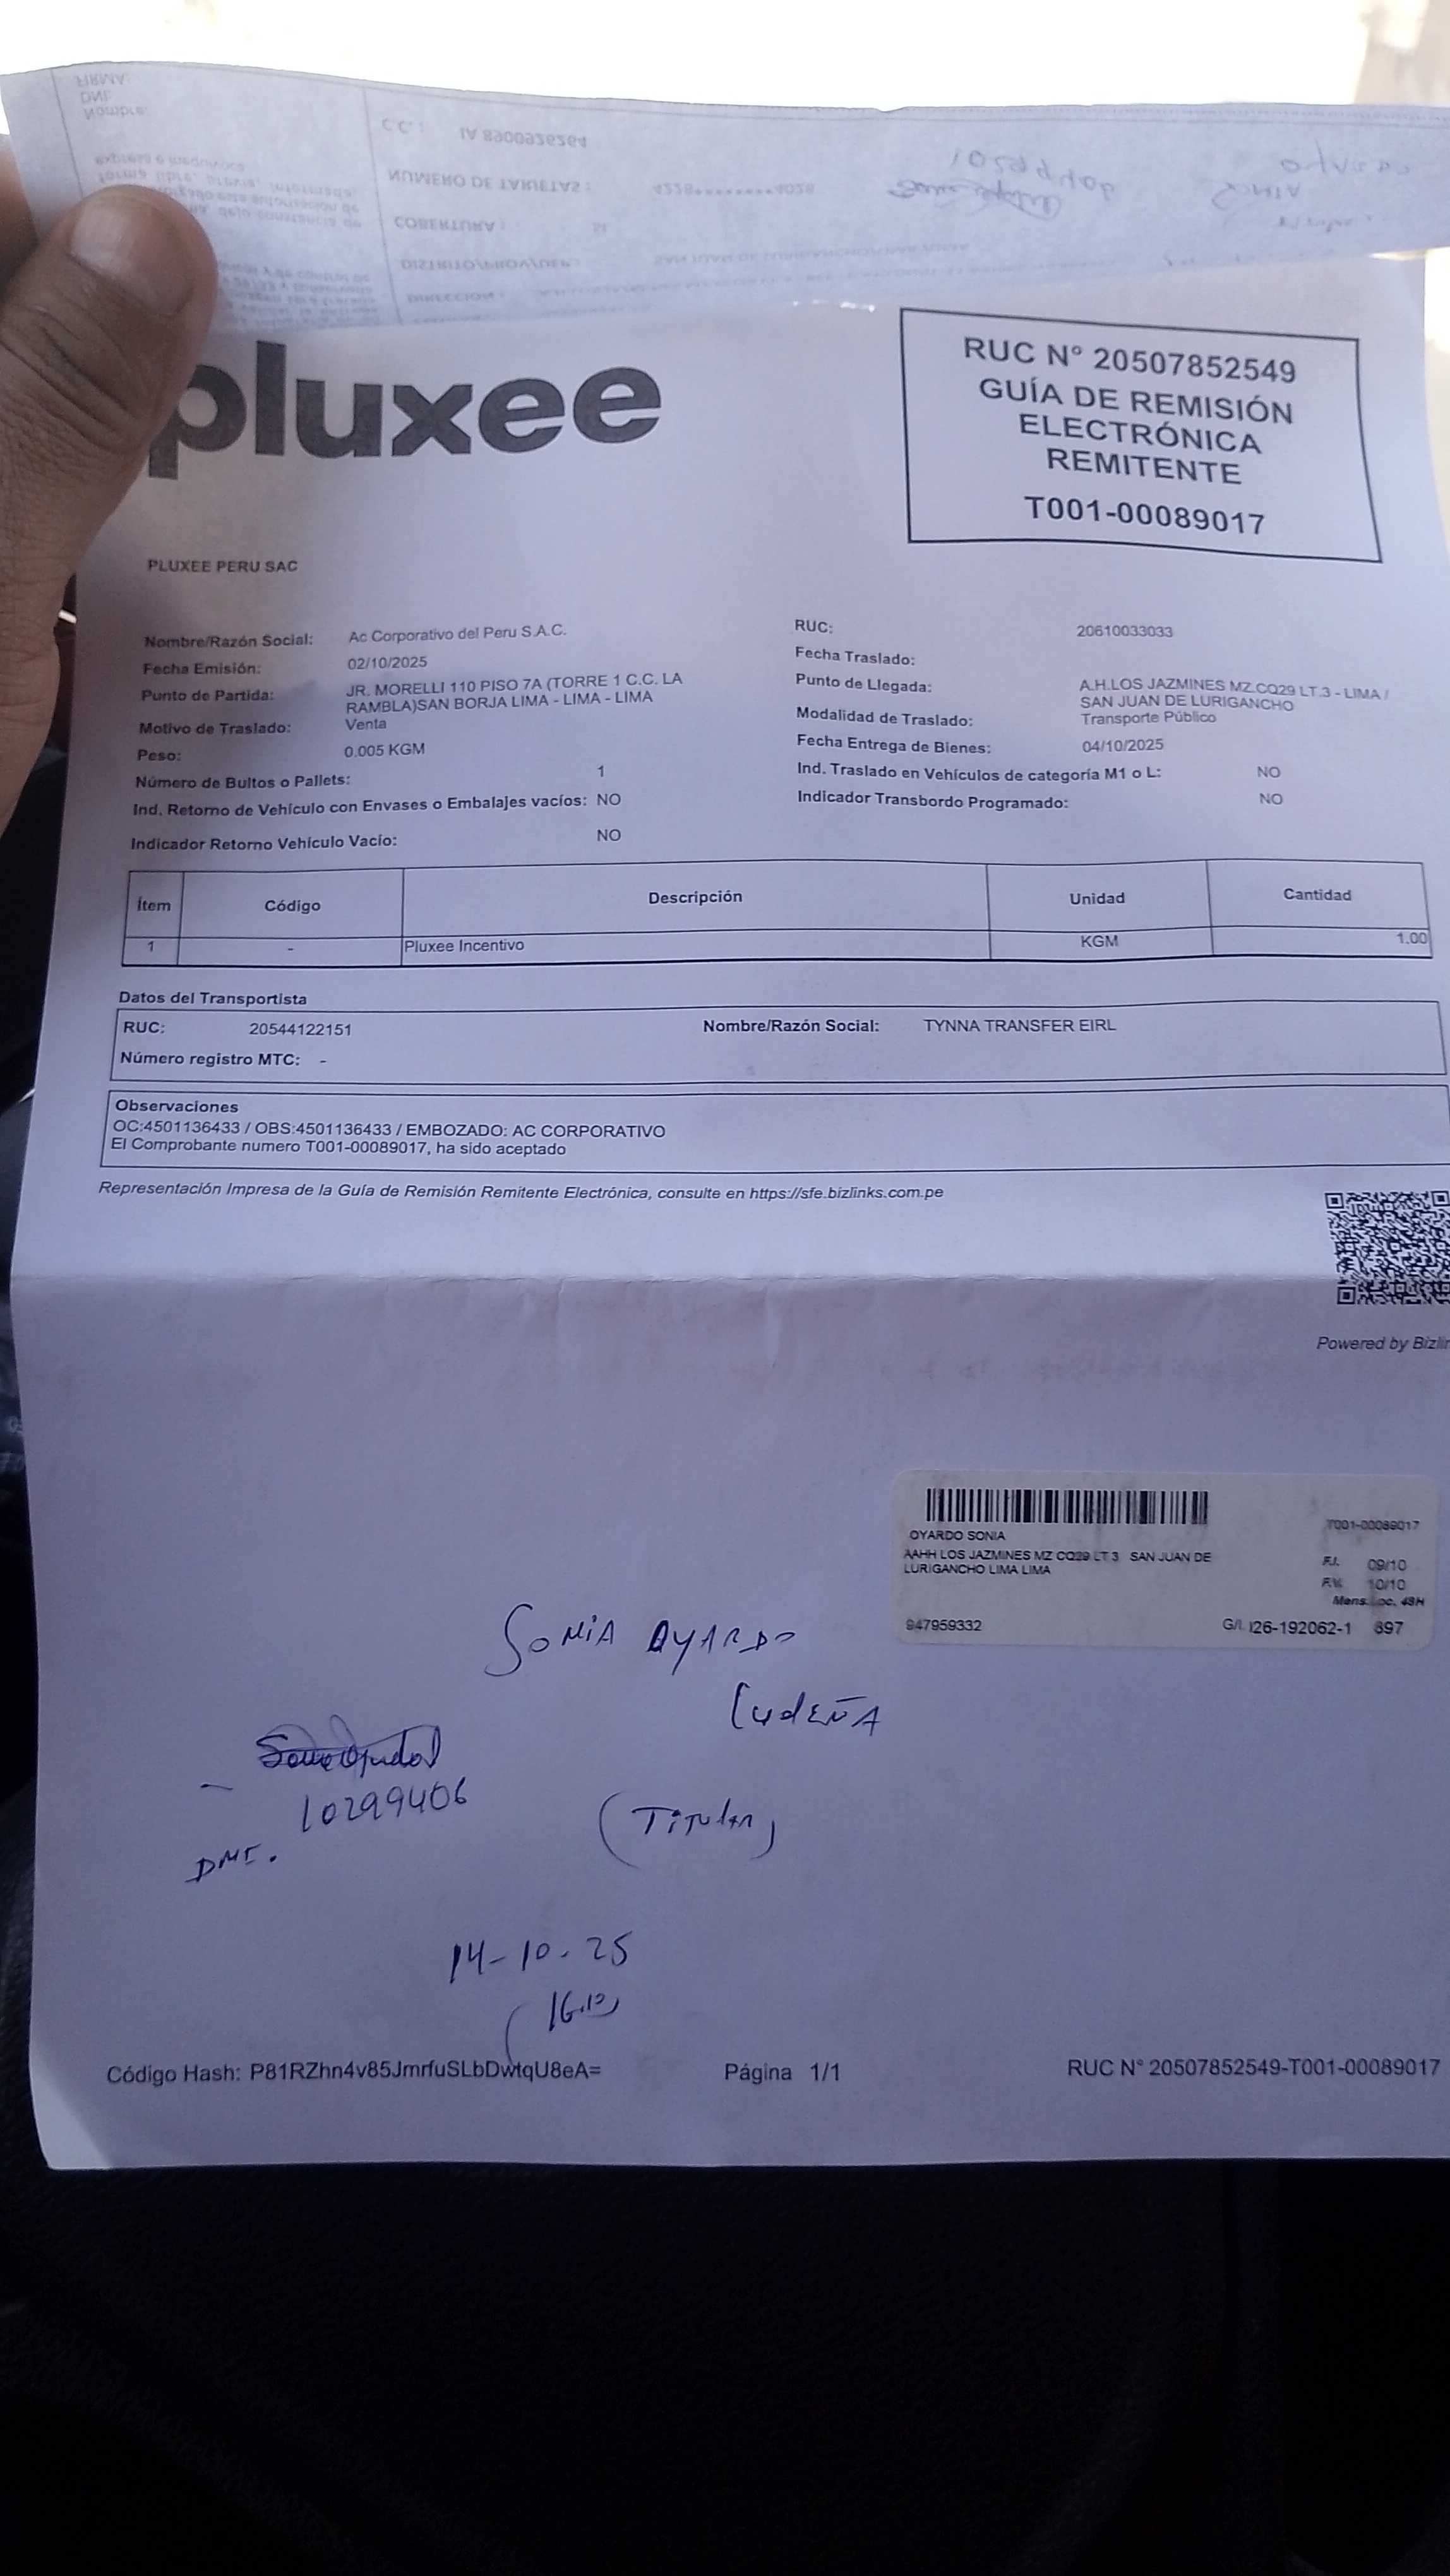 pluxee
RUC N° 20507852549
GUÍA DE REMISIÓN
ELECTRÓNICA
REMITENTE
T001-00089017
PLUXEE PERU SAC
Nombre/Razón Social: Ac Corporativo del Peru S.A.C.
Fecha Emisión: 02/10/2025
Punto de Partida: JR. MORELLI 110 PISO 7A (TORRE 1 C.C. LA
RAMBLA)SAN BORJA LIMA - LIMA - LIMA
Motivo de Traslado: Venta
Peso: 0.005 KGM
Número de Bultos o Pallets: 1
Ind. Retorno de Vehículo con Envases o Embalajes vacíos: NO
Indicador Retorno Vehículo Vacío: NO
RUC: 20610033033
Fecha Traslado:
Punto de Llegada: A.H.LOS JAZMINES MZ.CQ29 LT.3 - LIMA /
SAN JUAN DE LURIGANCHO
Modalidad de Traslado: Transporte Público
Fecha Entrega de Bienes: 04/10/2025
Ind. Traslado en Vehículos de categoría M1 o L: NO
Indicador Transbordo Programado: NO
Ítem Código Descripción Unidad Cantidad
1 - Pluxee Incentivo KGM 1.00
Datos del Transportista
RUC: 20544122151 Nombre/Razón Social: TYNNA TRANSFER EIRL
Número registro MTC: -
Observaciones
OC:4501136433 / OBS:4501136433 / EMBOZADO: AC CORPORATIVO
El Comprobante numero T001-00089017, ha sido aceptado
Representación Impresa de la Guía de Remisión Remitente Electrónica, consulte en https://sfe.bizlinks.com.pe
Powered by
OYARDO SONIA
AAHH LOS JAZMINES MZ CQ29 LT 3 SAN JUAN DE
LURIGANCHO LIMA LIMA
947959332
T001-00089017
F.I. 09/10
F.V. 10/10
48H
G/I. 026-192062-1 897
SONIA OYARDO
LUDEÑA
10299406
DNI.
(Titular)
14-10-25
Código Hash: P81RZhn4v85JmrfuSLbDwtqU8eA= Página 1/1 RUC N° 20507852549-T001-00089017